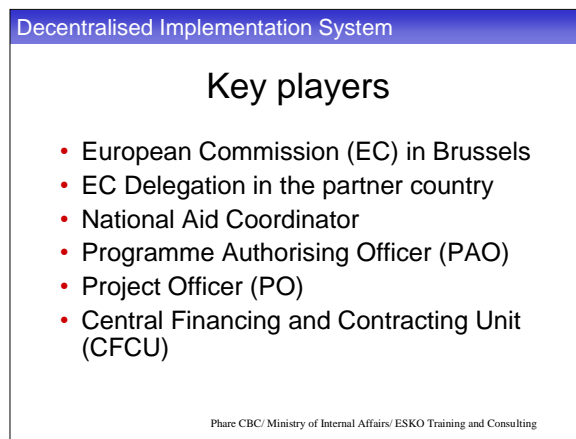 Decentralised Implementation System
Key players
• European Commission (EC) in Brussels
• EC Delegation in the partner country
• National Aid Coordinator
• Programme Authorising Officer (PAO)
• Project Officer (PO)
• Central Financing and Contracting Unit
(CFCU)
Phare CBC/ Ministry of Internal Affairs/ ESKO Training and Consulting